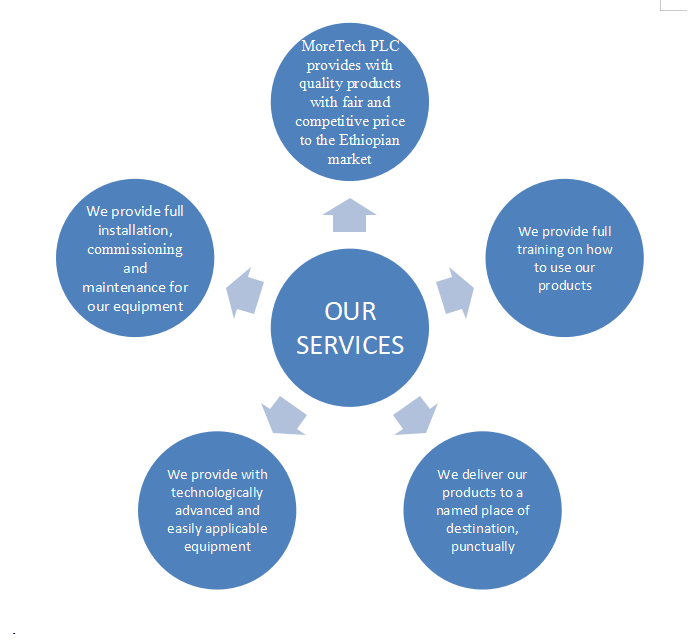 MoreTech PLC
provides with
quality products
with fair and
competitive price
to the Ethiopian
market
We provide full
installation,
commissioning
and
maintenance for
our equipment
We provide full
training on how
to use our
products
OUR
SERVICES
We provide with
technologically
advanced and
easily applicable
equipment
We deliver our
products to a
named place of
destination,
punctually
.